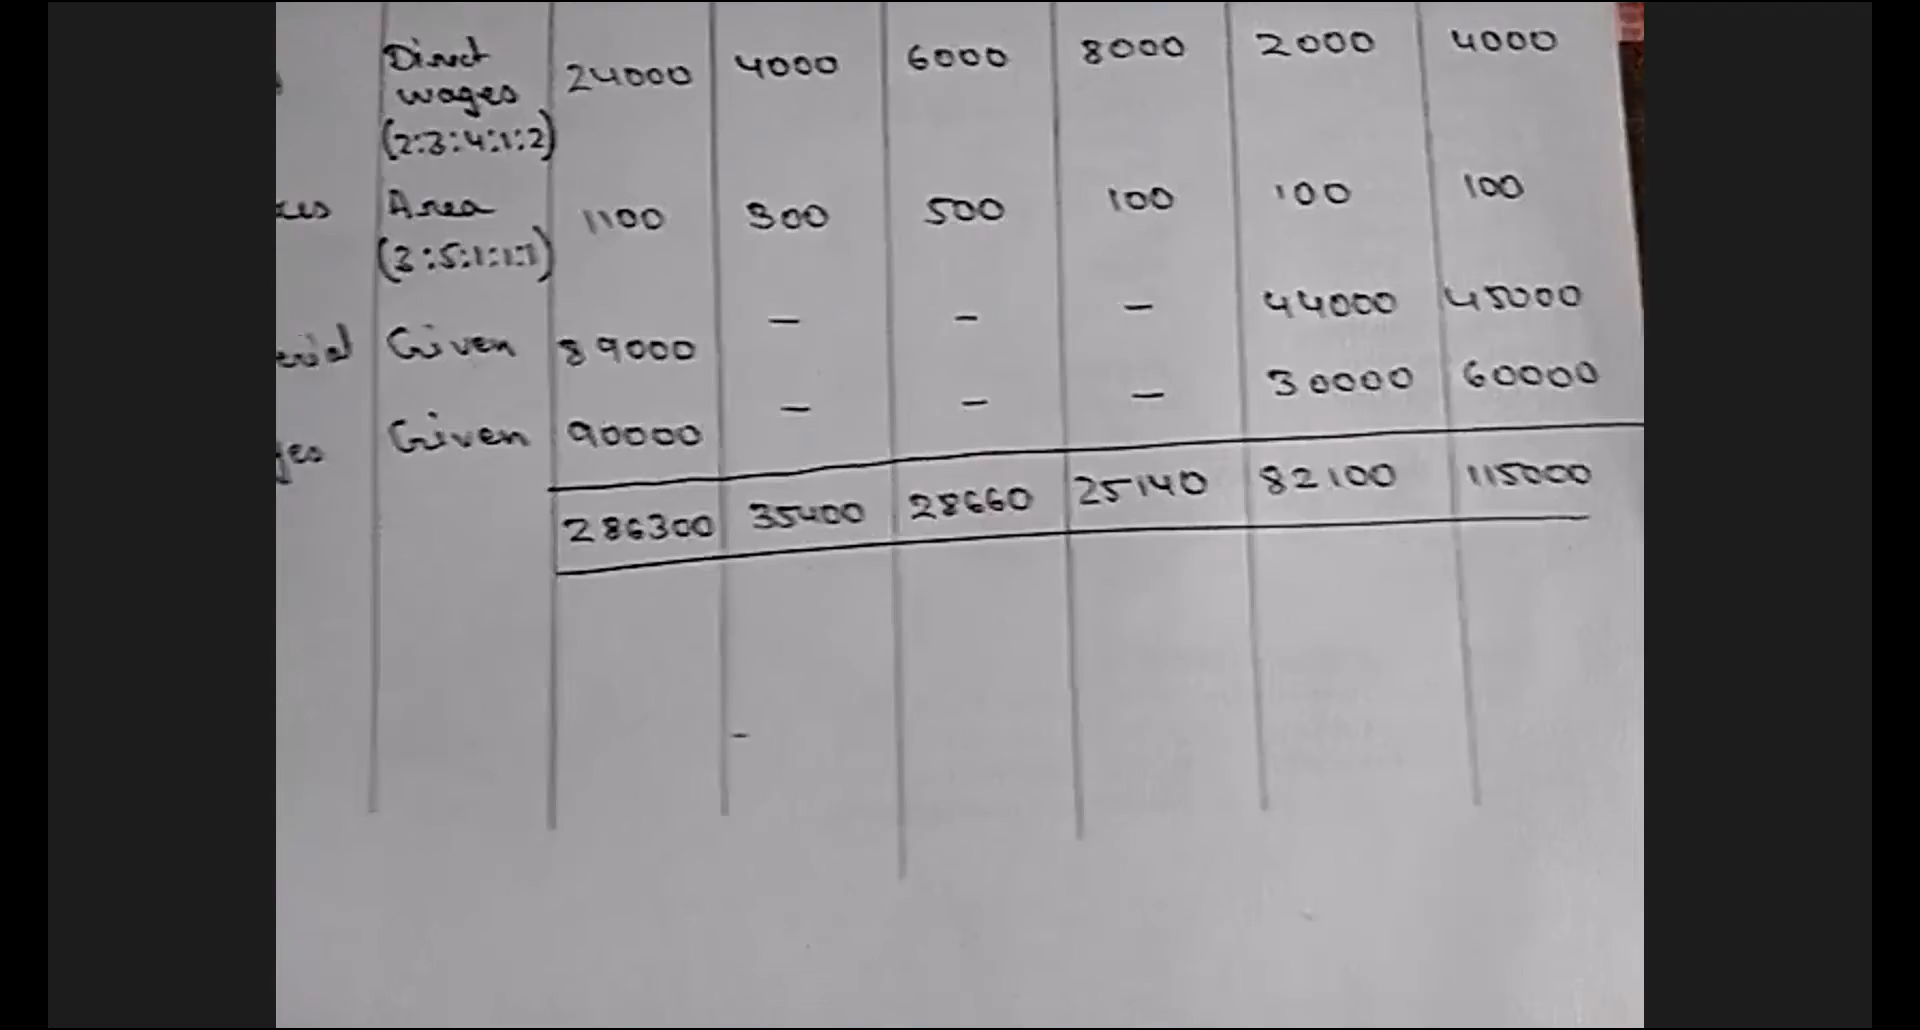 Direct wages (2:3:4:1:2) 24000 4000 6000 8000 2000 4000
Area (3:5:1:1:1) 1100 300 500 100 100 100
Given 89000 - - - 44000 45000
Given 90000 - - - 30000 60000
286300 35400 28660 25140 82100 115000